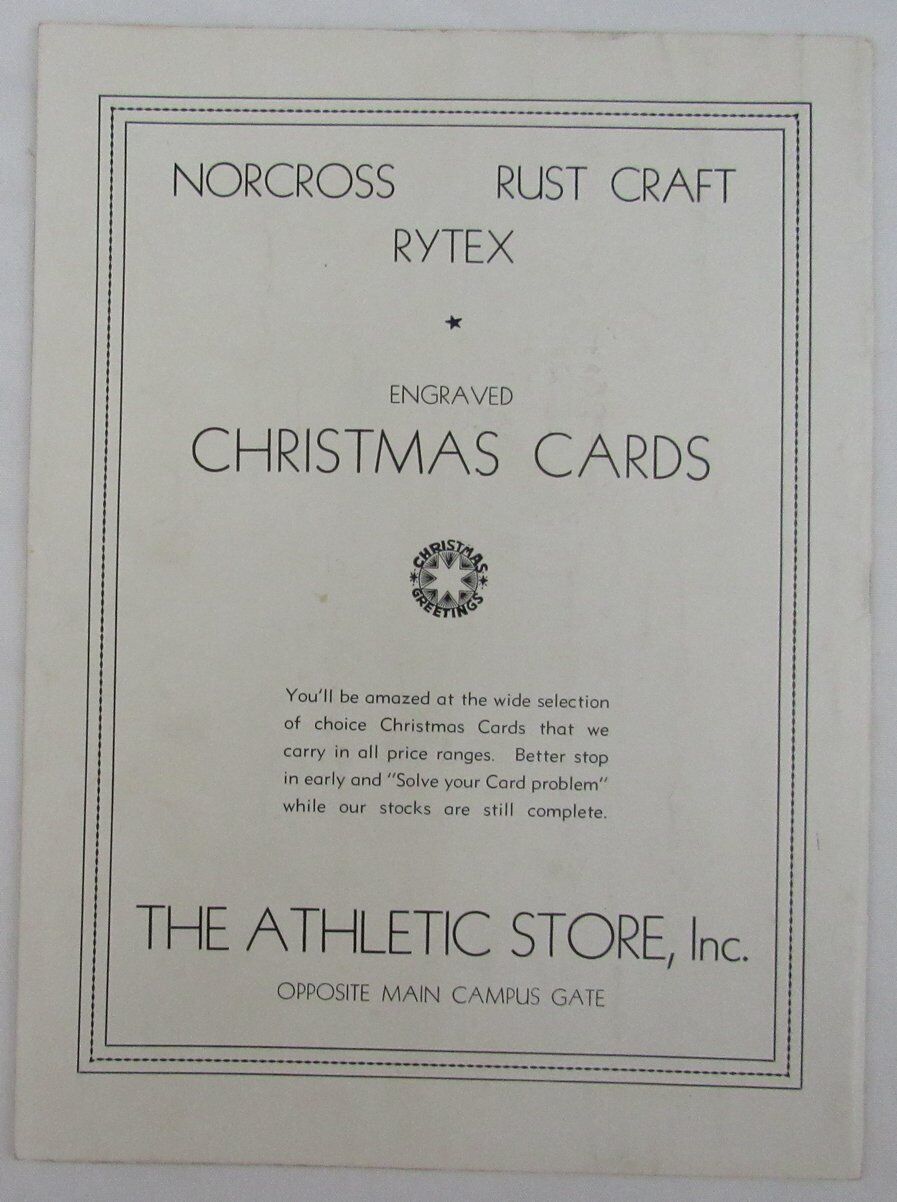 NORCROSS RUST CRAFT
RYTEX
ENGRAVED
CHRISTMAS CARDS
CHRISTMAS
GREETINGS
You'll be amazed at the wide selection
of choice Christmas Cards that we
carry in all price ranges. Better stop
in early and "Solve your Card problem"
while our stocks are still complete.
THE ATHLETIC STORE, Inc.
OPPOSITE MAIN CAMPUS GATE